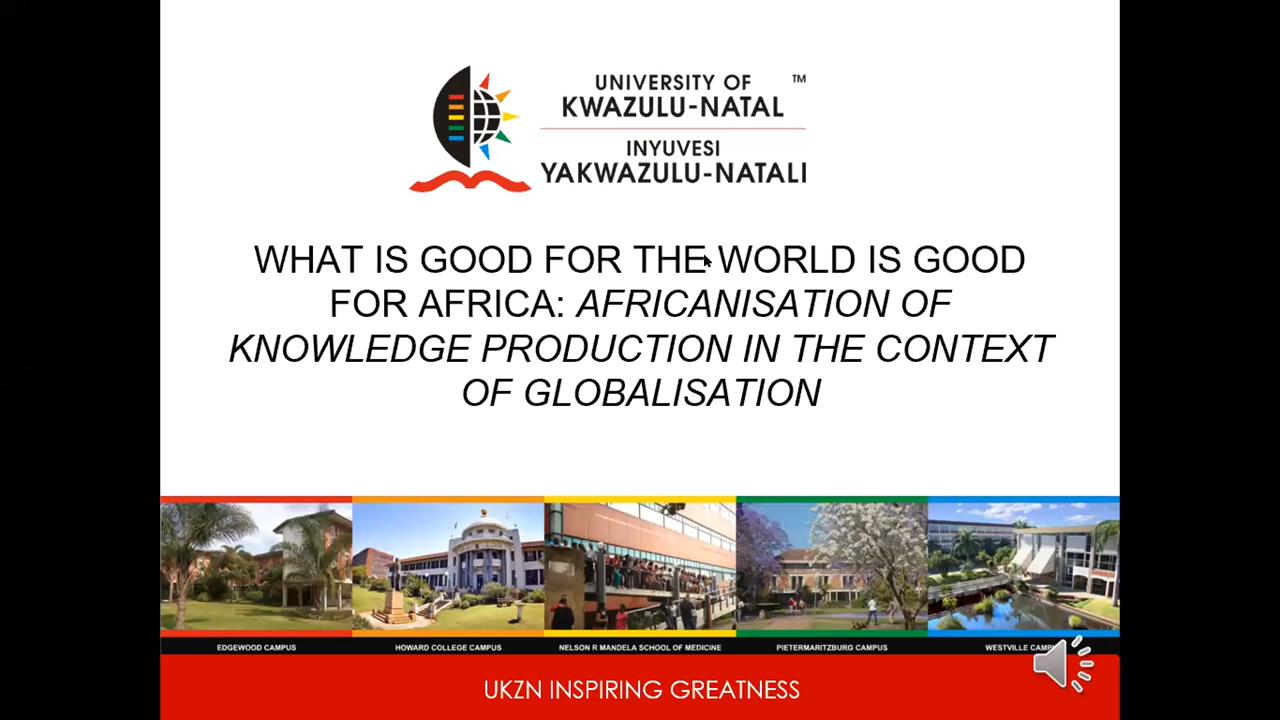 UNIVERSITY OF ™
KWAZULU-NATAL
INYUVESI
YAKWAZULU-NATALI
WHAT IS GOOD FOR THE WORLD IS GOOD
FOR AFRICA: AFRICANISATION OF
KNOWLEDGE PRODUCTION IN THE CONTEXT
OF GLOBALISATION
EDGEWOOD CAMPUS
HOWARD COLLEGE CAMPUS
NELSON R MANDELA SCHOOL OF MEDICINE
PIETERMARITZBURG CAMPUS
WESTVILLE
UKZN INSPIRING GREATNESS